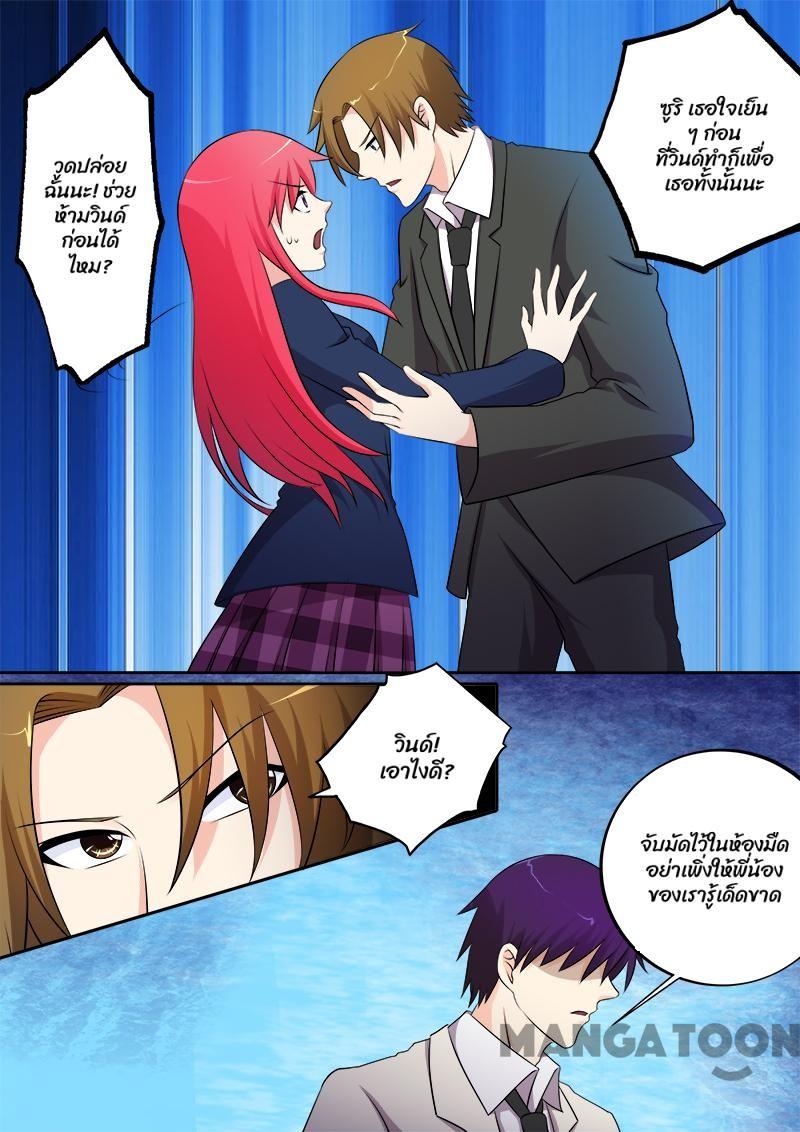 วูดปล่อย
ฉันนะ! ช่วย
ห้ามวินด์
ก่อนได้
ไหม?
ซูริ เธอใจเย็น
ๆ ก่อน
ที่วินด์ทำก็เพื่อ
เธอทั้งนั้นนะ
วินด์!
เอาไงดี?
จับมัดไว้ในห้องมืด
อย่าเพิ่งให้พี่น้อง
ของเรารู้เด็ดขาด
MANGATOON